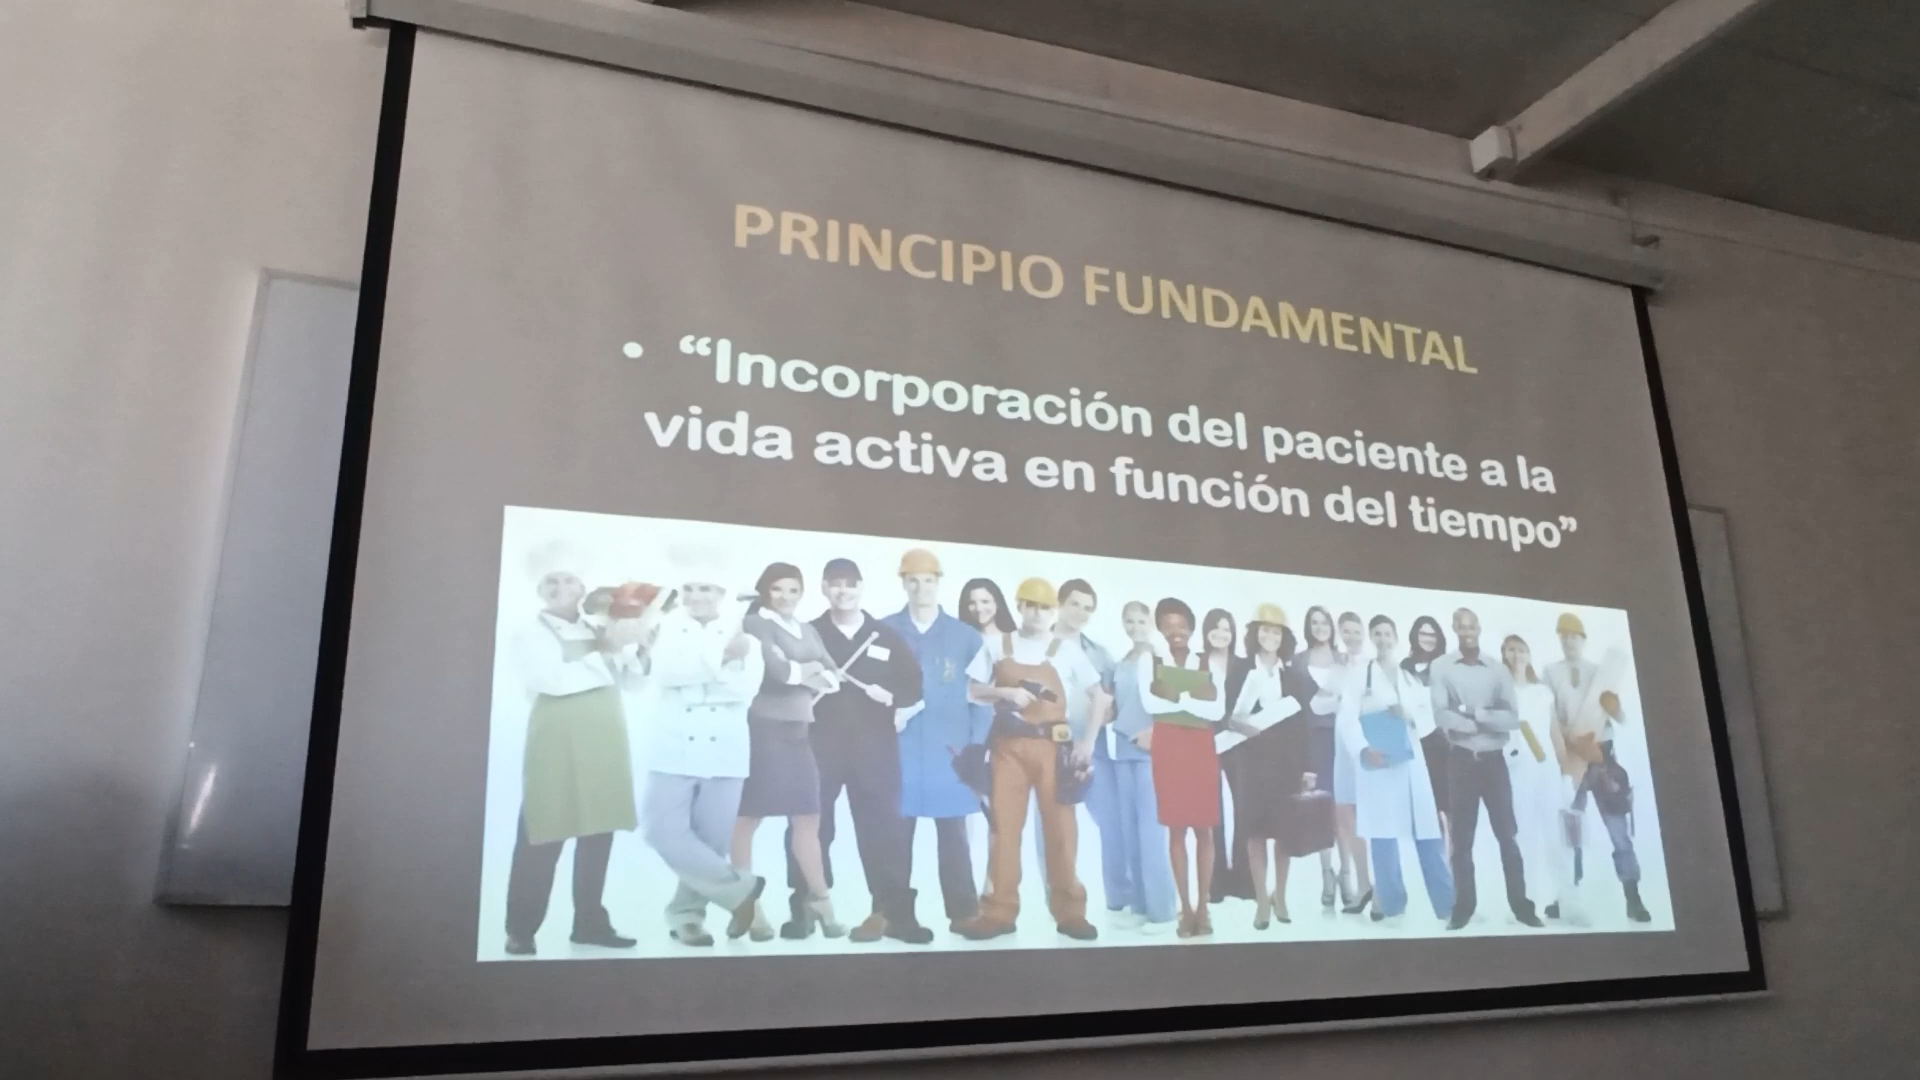 PRINCIPIO FUNDAMENTAL
• “Incorporación del paciente a la
vida activa en función del tiempo”